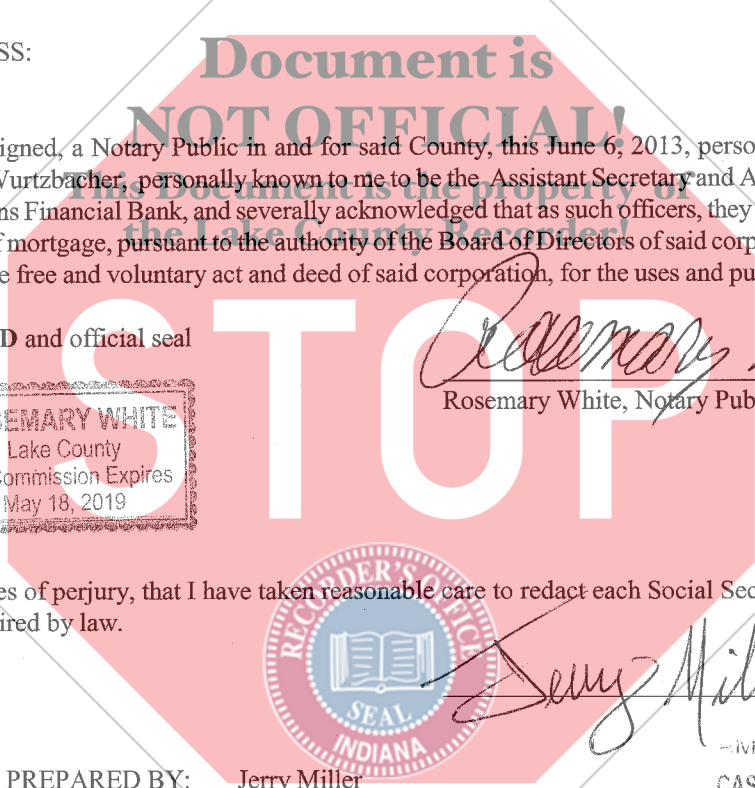 SS:
Document is
NOT OFFICIAL!
igned, a Notary Public in and for said County, this June 6, 2013, perso
Wurtzbacher, personally known to me to be the Assistant Secretary and A
This Document is the property of
ns Financial Bank, and severally acknowledged that as such officers, they
the Lake County Recorder!
f mortgage, pursuant to the authority of the Board of Directors of said corp
e free and voluntary act and deed of said corporation, for the uses and pu
STOP
D and official seal
Rosemary
Rosemary White, Notary Pub
SEMARY WHITE
Lake County
Commission Expires
May 18, 2019
es of perjury, that I have taken reasonable care to redact each Social Sec
ired by law.
RECORDER'S OFFICE
SEAL
INDIANA
Jerry Mil
PREPARED BY: Jerry Miller
CAS